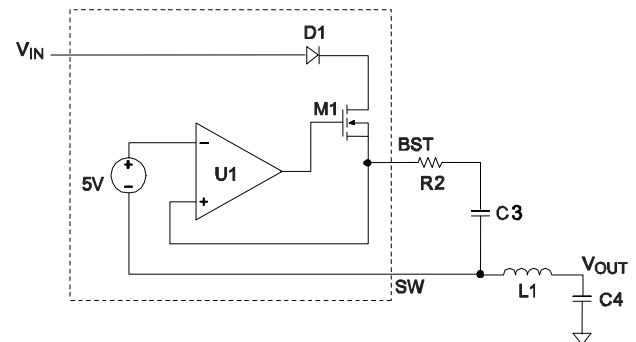 D1
VIN
M1
BST
−
+
−
5V
U1
R2
+
C3
VOUT
SW
L1
C4